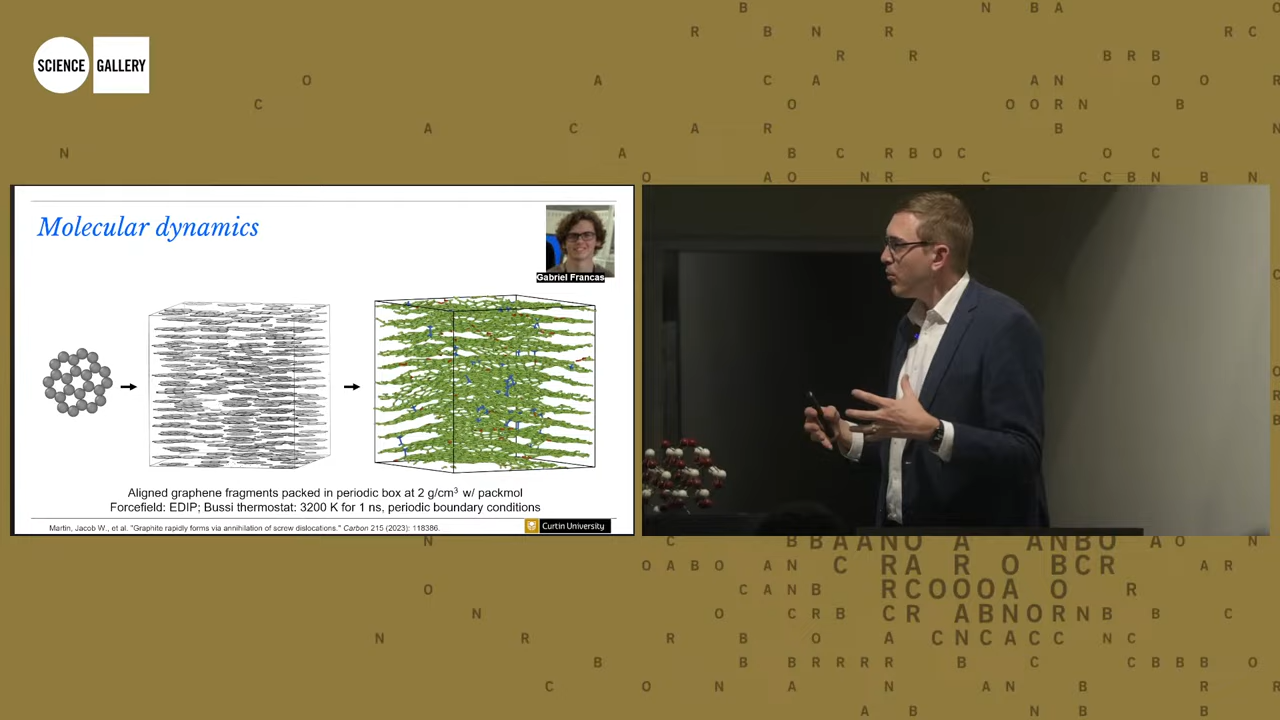 SCIENCE GALLERY
Molecular dynamics
Gabriel Francas
Aligned graphene fragments packed in periodic box at 2 g/cm³ w/ packmol
Forcefield: EDIP; Bussi thermostat: 3200 K for 1 ns, periodic boundary conditions
Martin, Jacob W., et al. "Graphite rapidly forms via annihilation of screw dislocations." Carbon 215 (2023): 118386.
Curtin University